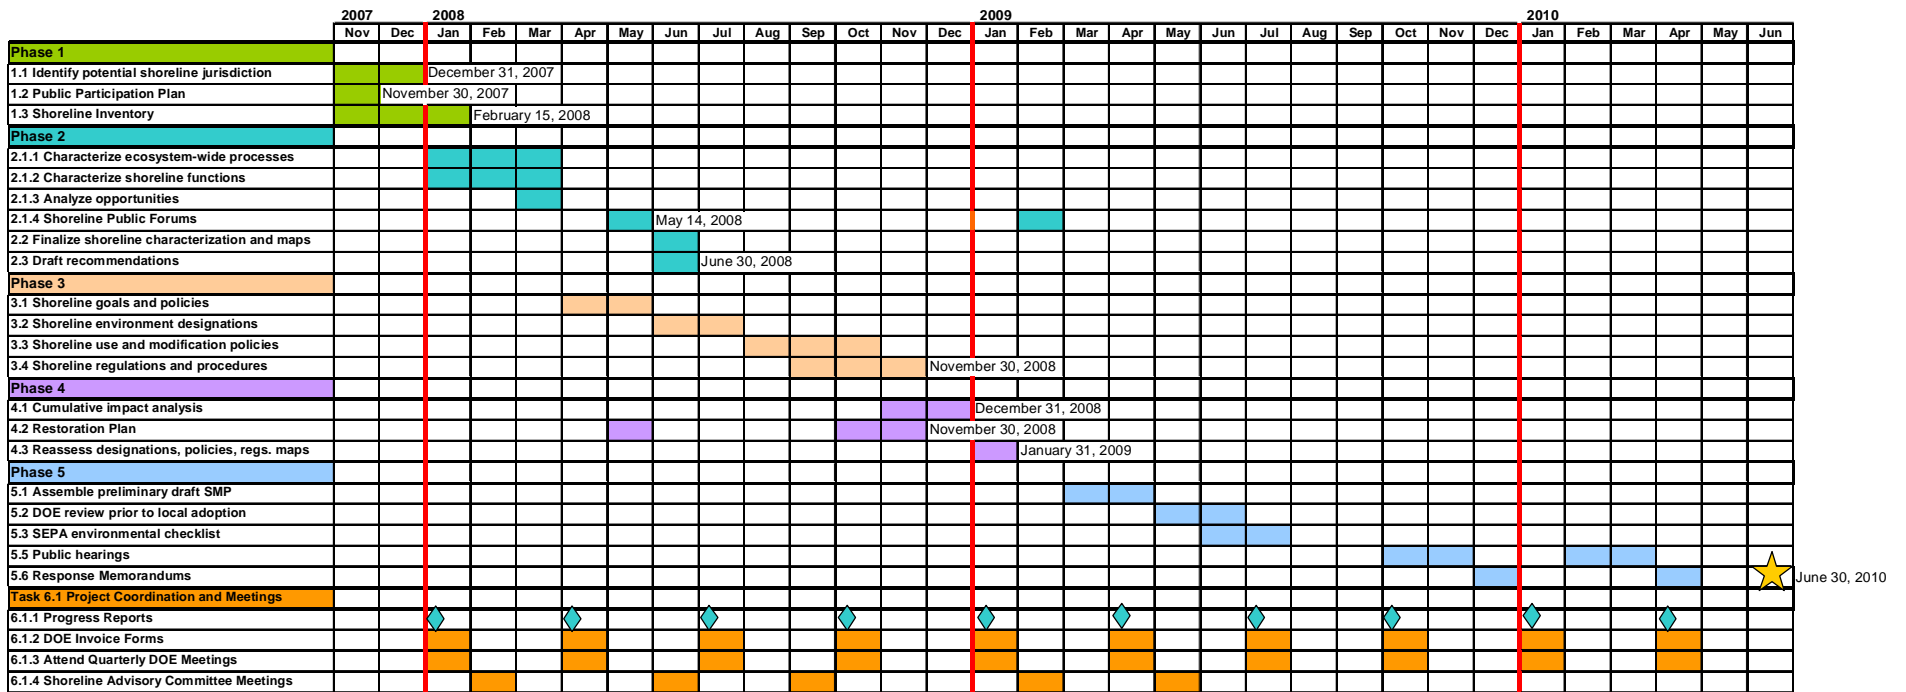 2007 2008 2009 2010
Nov Dec Jan Feb Mar Apr May Jun Jul Aug Sep Oct Nov Dec Jan Feb Mar Apr May Jun Jul Aug Sep Oct Nov Dec Jan Feb Mar Apr May Jun
Phase 1
1.1 Identify potential shoreline jurisdiction December 31, 2007
1.2 Public Participation Plan November 30, 2007
1.3 Shoreline Inventory February 15, 2008
Phase 2
2.1.1 Characterize ecosystem-wide processes
2.1.2 Characterize shoreline functions
2.1.3 Analyze opportunities
2.1.4 Shoreline Public Forums May 14, 2008
2.2 Finalize shoreline characterization and maps
2.3 Draft recommendations June 30, 2008
Phase 3
3.1 Shoreline goals and policies
3.2 Shoreline environment designations
3.3 Shoreline use and modification policies
3.4 Shoreline regulations and procedures November 30, 2008
Phase 4
4.1 Cumulative impact analysis December 31, 2008
4.2 Restoration Plan November 30, 2008
4.3 Reassess designations, policies, regs. maps January 31, 2009
Phase 5
5.1 Assemble preliminary draft SMP
5.2 DOE review prior to local adoption
5.3 SEPA environmental checklist
5.5 Public hearings
5.6 Response Memorandums June 30, 2010
Task 6.1 Project Coordination and Meetings
6.1.1 Progress Reports
6.1.2 DOE Invoice Forms
6.1.3 Attend Quarterly DOE Meetings
6.1.4 Shoreline Advisory Committee Meetings